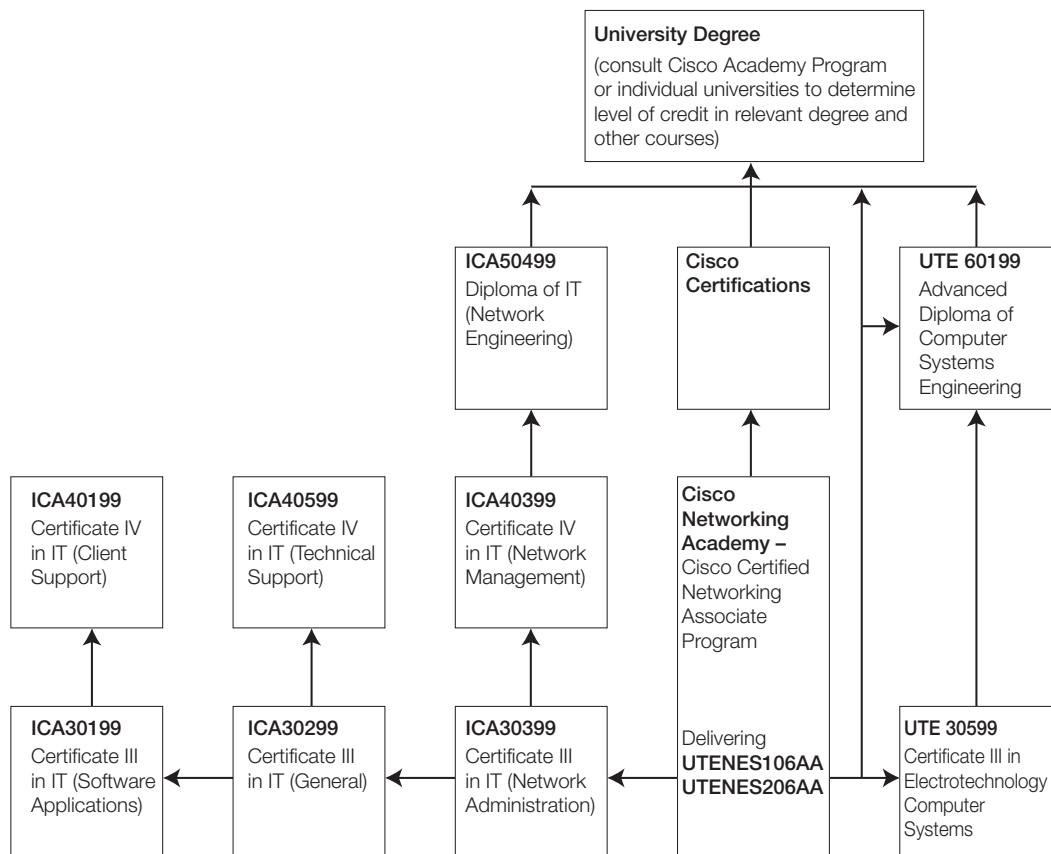 University Degree
(consult Cisco Academy Program
or individual universities to determine
level of credit in relevant degree and
other courses)
ICA50499
Diploma of IT
(Network
Engineering)
Cisco
Certifications
UTE 60199
Advanced
Diploma of
Computer
Systems
Engineering
ICA40199
Certificate IV
in IT (Client
Support)
ICA40599
Certificate IV
in IT (Technical
Support)
ICA40399
Certificate IV
in IT (Network
Management)
Cisco
Networking
Academy –
Cisco Certified
Networking
Associate
Program
Delivering
UTENES106AA
UTENES206AA
ICA30199
Certificate III
in IT (Software
Applications)
ICA30299
Certificate III
in IT (General)
ICA30399
Certificate III
in IT (Network
Administration)
UTE 30599
Certificate III in
Electrotechnology
Computer
Systems